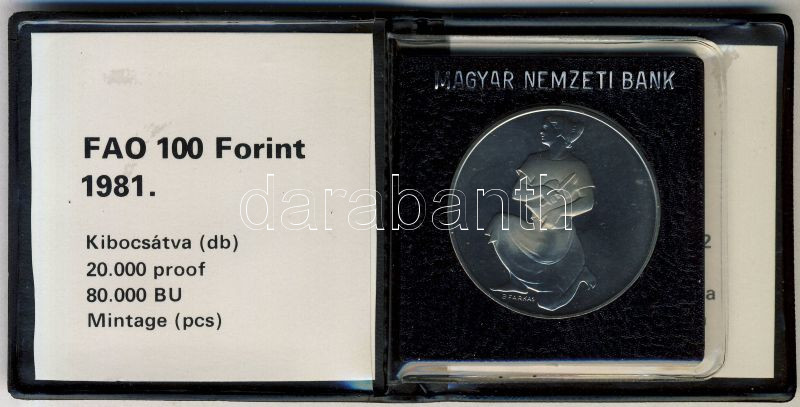 FAO 100 Forint
1981.
Kibocsátva (db)
20.000 proof
80.000 BU
Mintage (pcs)
MAGYAR NEMZETI BANK
B.FARKAS
darabanth
2
a